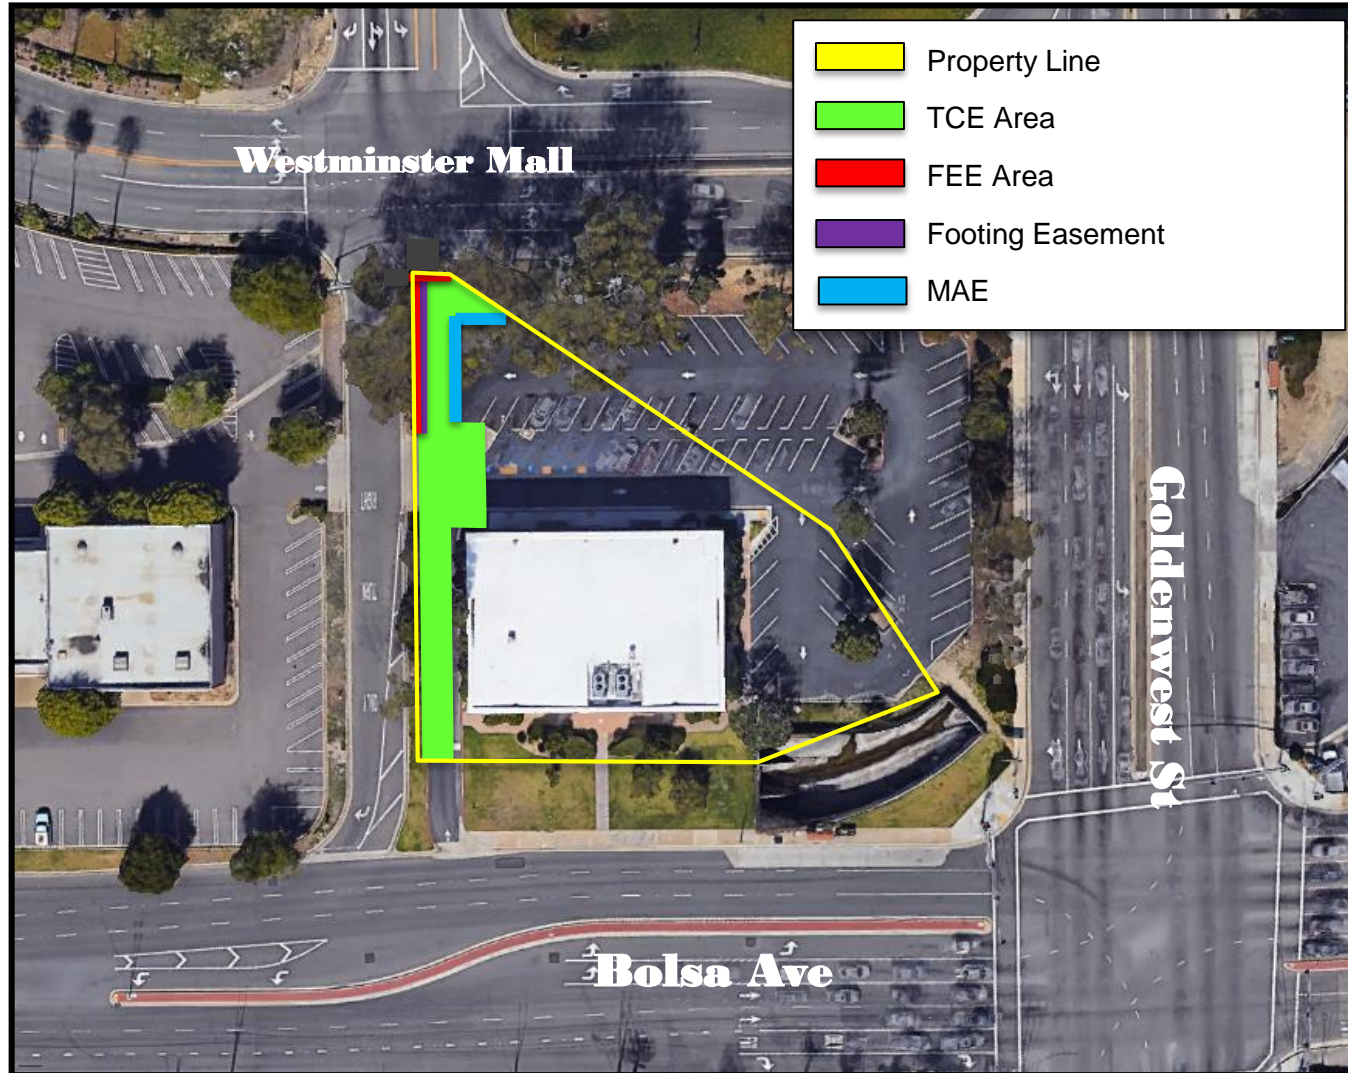 Property Line
TCE Area
FEE Area
Footing Easement
MAE
Westminster Mall
Goldenwest St
Bolsa Ave